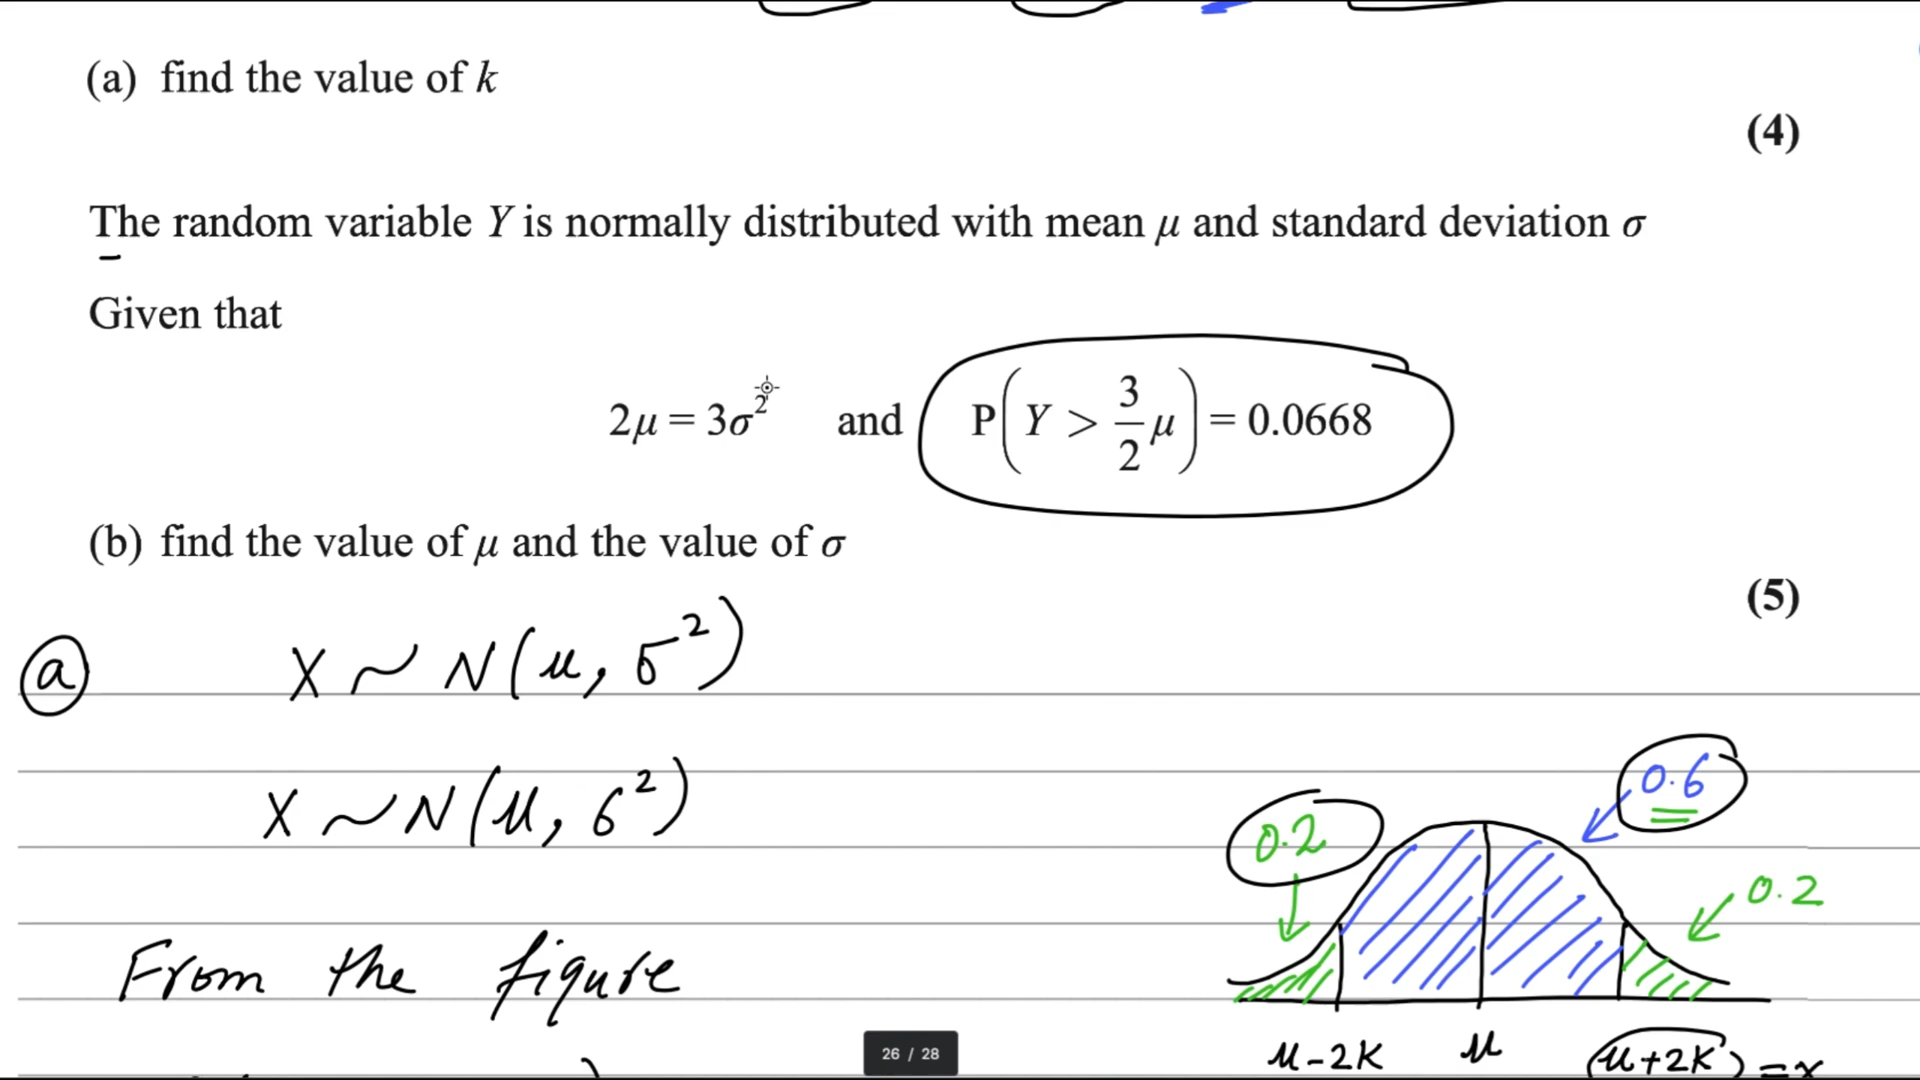 (a) find the value of k
(4)
The random variable Y is normally distributed with mean μ and standard deviation σ
Given that
2μ = 3σ² and P(Y > 3/2 μ) = 0.0668
(b) find the value of μ and the value of σ
(5)
(a) X ~ N(μ, σ²)
X ~ N(μ, 6²)
0.6
0.2
0.2
From the figure
μ-2K μ (μ+2K) = x
26 / 28